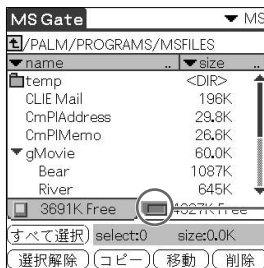 MS Gate ▼ MS
/PALM/PROGRAMS/MSFILES
▼ name .. ▼ size ..
temp <DIR>
CLIE Mail 196K
CmPlAddress 29.8K
CmPlMemo 26.6K
▼ gMovie 60.0K
Bear 1087K
River 645K
3691K Free 4327K Free
すべて選択 select:0 size:0.0K
選択解除 コピー 移動 削除